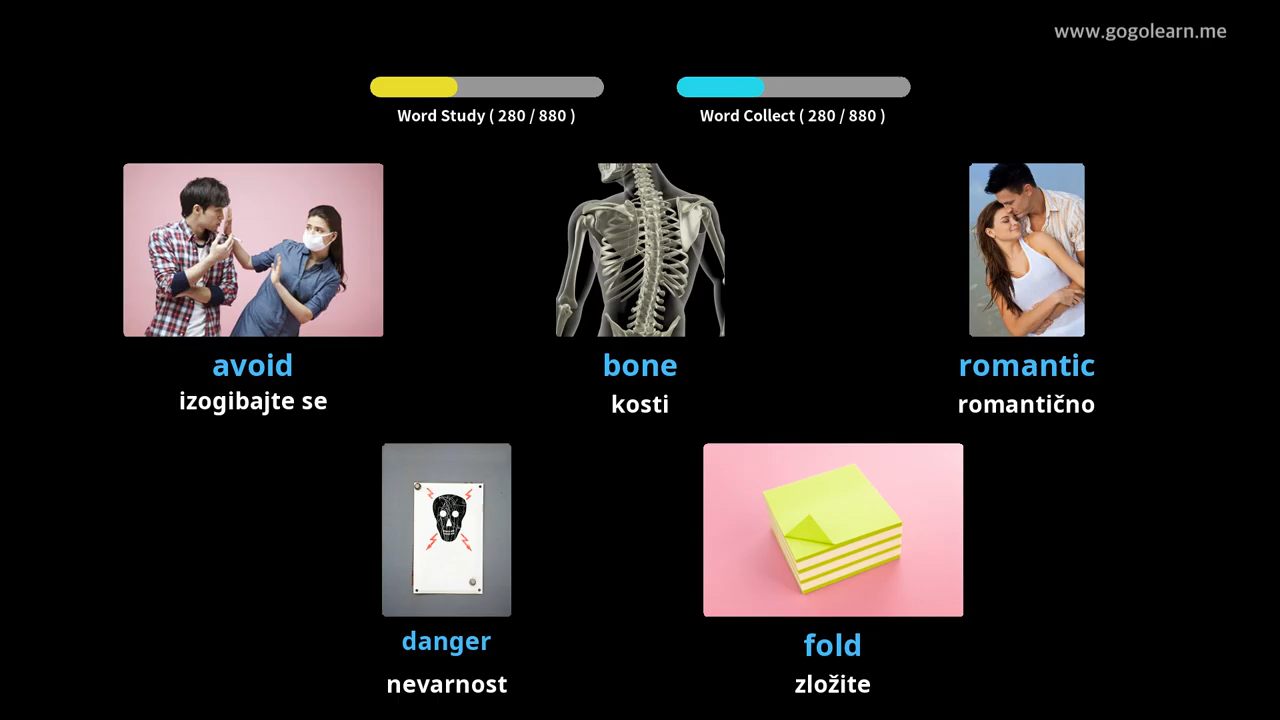 www.gogolearn.me
Word Study ( 280 / 880 )
Word Collect ( 280 / 880 )
avoid
izogibajte se
bone
kosti
romantic
romantično
danger
nevarnost
fold
zložite